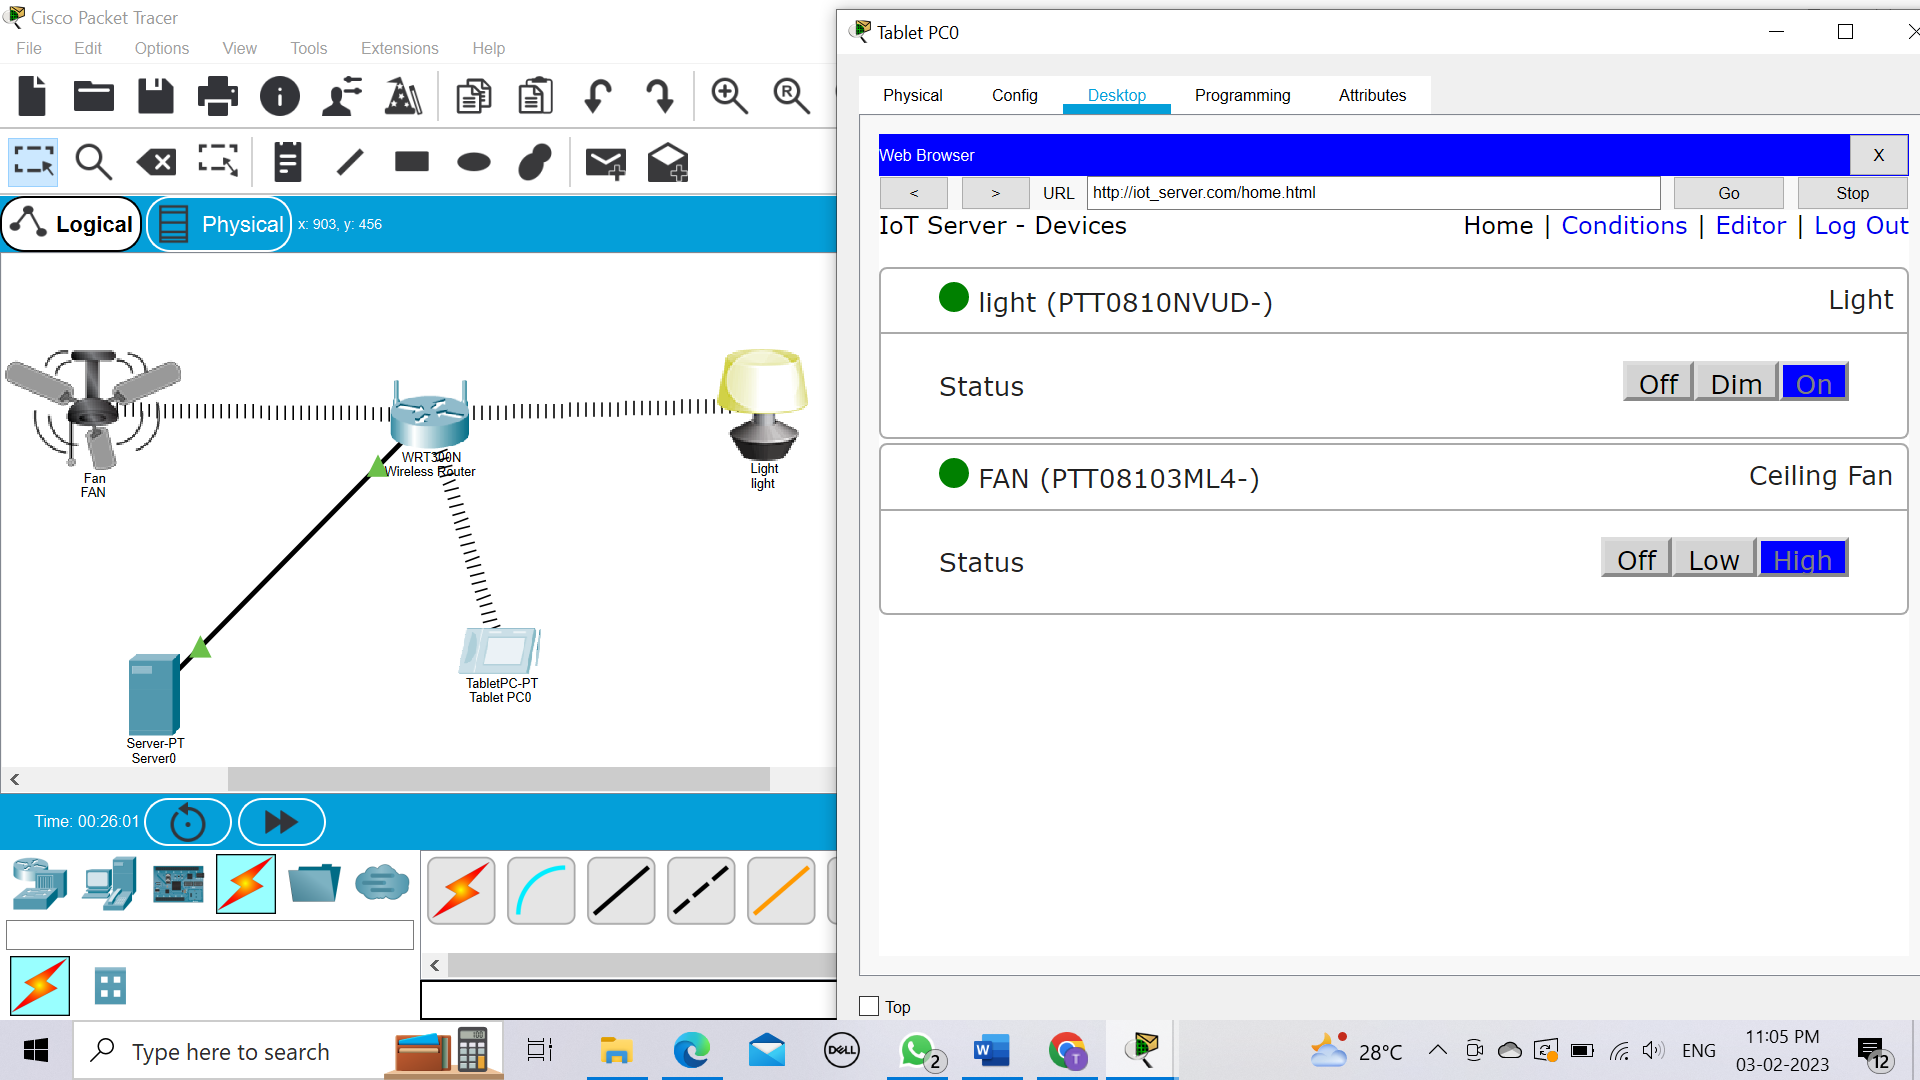 Cisco Packet Tracer
File Edit Options View Tools Extensions Help
Logical
Physical
x: 903, y: 456
Fan
FAN
WRT300N
Wireless Router
Light
light
TabletPC-PT
Tablet PC0
Server-PT
Server0
<
Time: 00:26:01
<
Tablet PC0
Physical Config Desktop Programming Attributes
Web Browser
X
< > URL http://iot_server.com/home.html Go Stop
IoT Server - Devices Home | Conditions | Editor | Log Out
light (PTT0810NVUD-) Light
Status Off Dim On
FAN (PTT08103ML4-) Ceiling Fan
Status Off Low High
Top
Type here to search
DELL
2
W
T
28°C
ENG
11:05 PM
03-02-2023
12